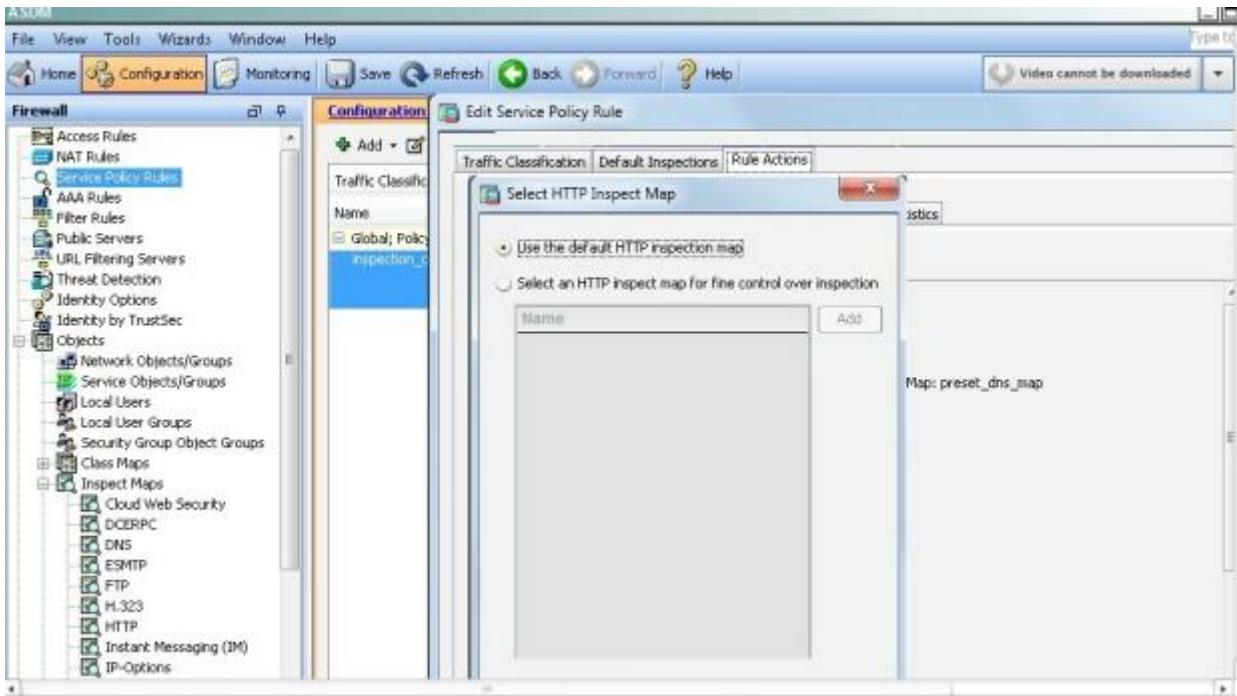 ASDM
File View Tools Wizards Window Help
Type to
Home Configuration Monitoring Save Refresh Back Forward Help Video cannot be downloaded
Firewall
Access Rules
NAT Rules
Service Policy Rules
AAA Rules
Filter Rules
Public Servers
URL Filtering Servers
Threat Detection
Identity Options
Identity by TrustSec
Objects
Network Objects/Groups
Service Objects/Groups
Local Users
Local User Groups
Security Group Object Groups
Class Maps
Inspect Maps
Cloud Web Security
DCERPC
DNS
ESMTP
FTP
H.323
HTTP
Instant Messaging (IM)
IP-Options
Configuration
Add
Traffic Classific
Name
Global; Policy
inspection_c
Edit Service Policy Rule
Traffic Classification Default Inspections Rule Actions
istics
Select HTTP Inspect Map
Use the default HTTP inspection map
Select an HTTP inspect map for fine control over inspection
Name
Add
Map: preset_dns_map